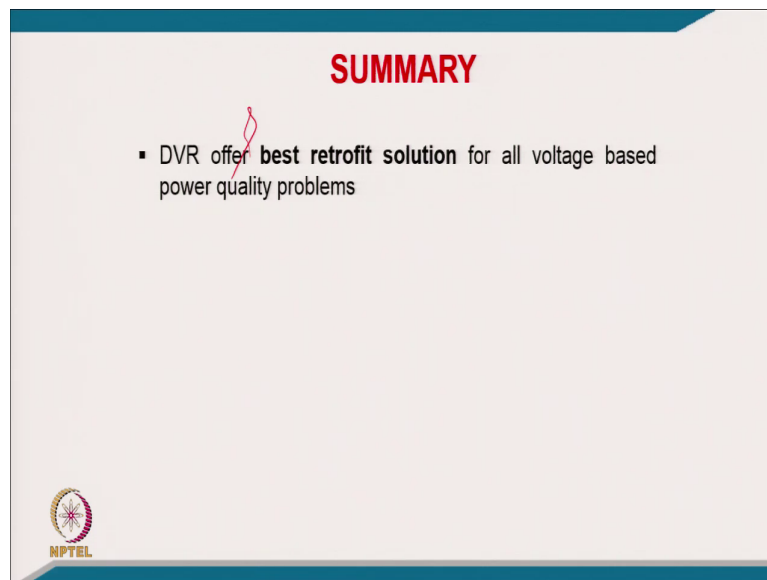 SUMMARY
▪ DVR offer best retrofit solution for all voltage based
power quality problems
NPTEL